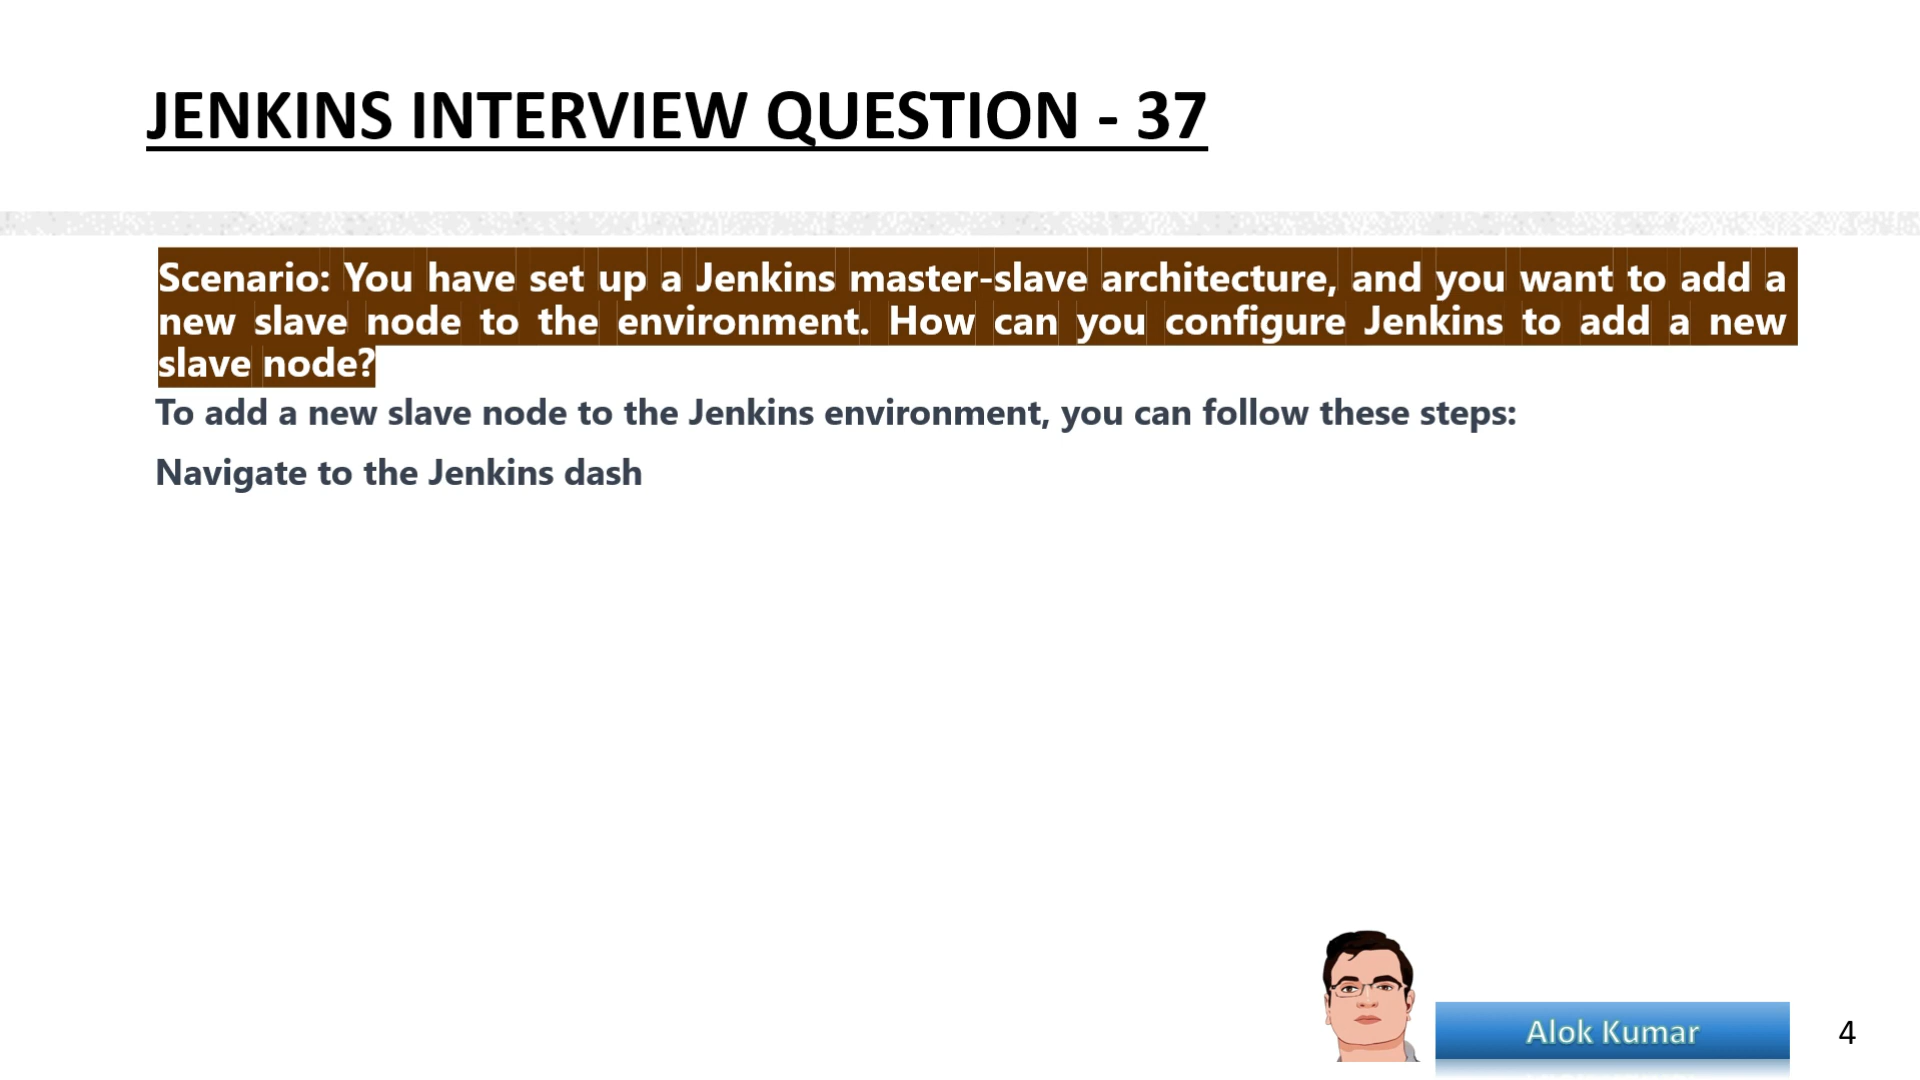 JENKINS INTERVIEW QUESTION - 37
Scenario: You have set up a Jenkins master-slave architecture, and you want to add a
new slave node to the environment. How can you configure Jenkins to add a new
slave node?
To add a new slave node to the Jenkins environment, you can follow these steps:
Navigate to the Jenkins dash
Alok Kumar
4